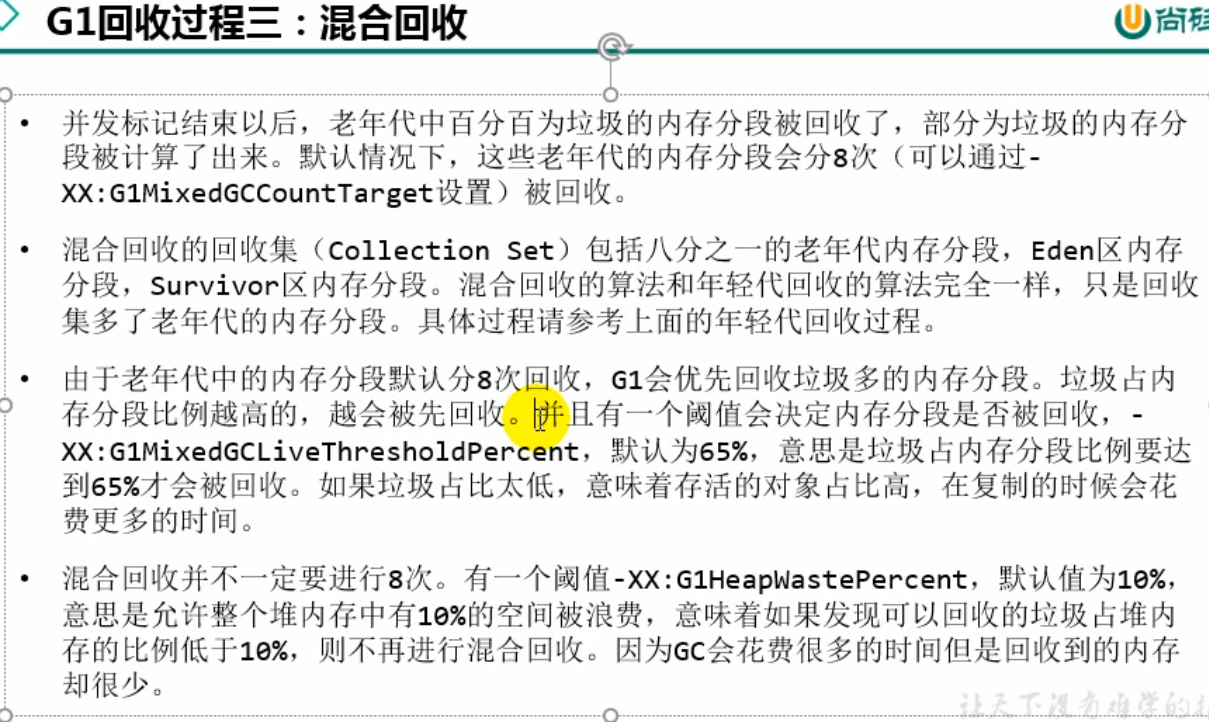 G1回收过程三：混合回收
尚硅
• 并发标记结束以后，老年代中百分百为垃圾的内存分段被回收了，部分为垃圾的内存分
段被计算了出来。默认情况下，这些老年代的内存分段会分8次（可以通过-
XX:G1MixedGCCountTarget设置）被回收。
• 混合回收的回收集（Collection Set）包括八分之一的老年代内存分段，Eden区内存
分段，Survivor区内存分段。混合回收的算法和年轻代回收的算法完全一样，只是回收
集多了老年代的内存分段。具体过程请参考上面的年轻代回收过程。
• 由于老年代中的内存分段默认分8次回收，G1会优先回收垃圾多的内存分段。垃圾占内
存分段比例越高的，越会被先回收。并且有一个阈值会决定内存分段是否被回收，-
XX:G1MixedGCLiveThresholdPercent，默认为65%，意思是垃圾占内存分段比例要达
到65%才会被回收。如果垃圾占比太低，意味着存活的对象占比高，在复制的时候会花
费更多的时间。
• 混合回收并不一定要进行8次。有一个阈值-XX:G1HeapWastePercent，默认值为10%，
意思是允许整个堆内存中有10%的空间被浪费，意味着如果发现可以回收的垃圾占堆内
存的比例低于10%，则不再进行混合回收。因为GC会花费很多的时间但是回收到的内存
却很少。
让天下没有难学的技